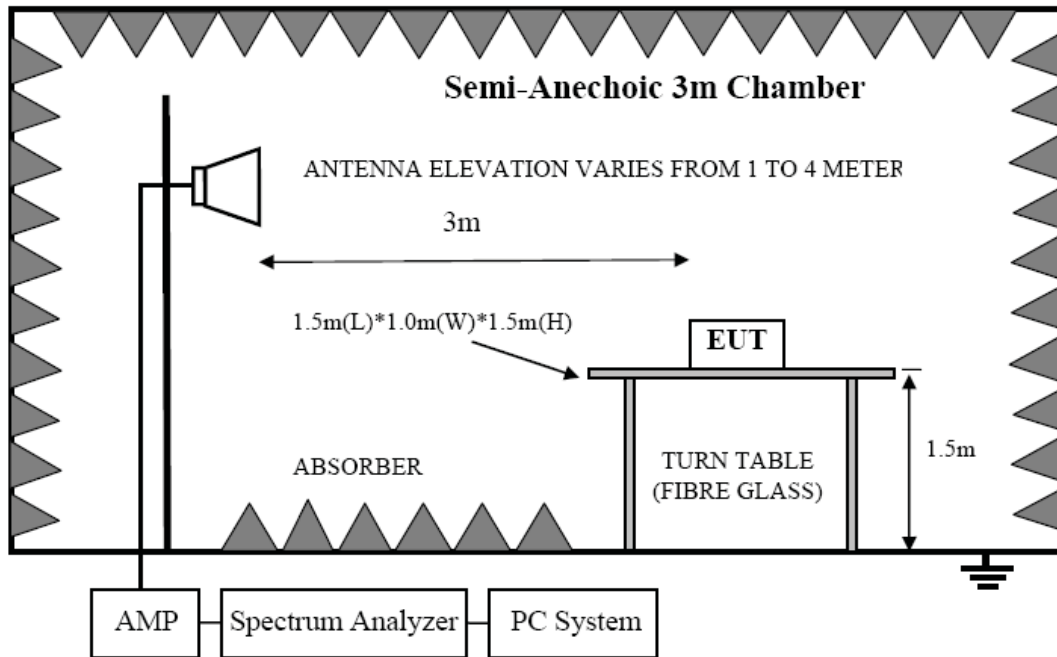 Semi-Anechoic 3m Chamber
ANTENNA ELEVATION VARIES FROM 1 TO 4 METER
3m
1.5m(L)*1.0m(W)*1.5m(H)
EUT
1.5m
ABSORBER
TURN TABLE
(FIBRE GLASS)
AMP
Spectrum Analyzer
PC System